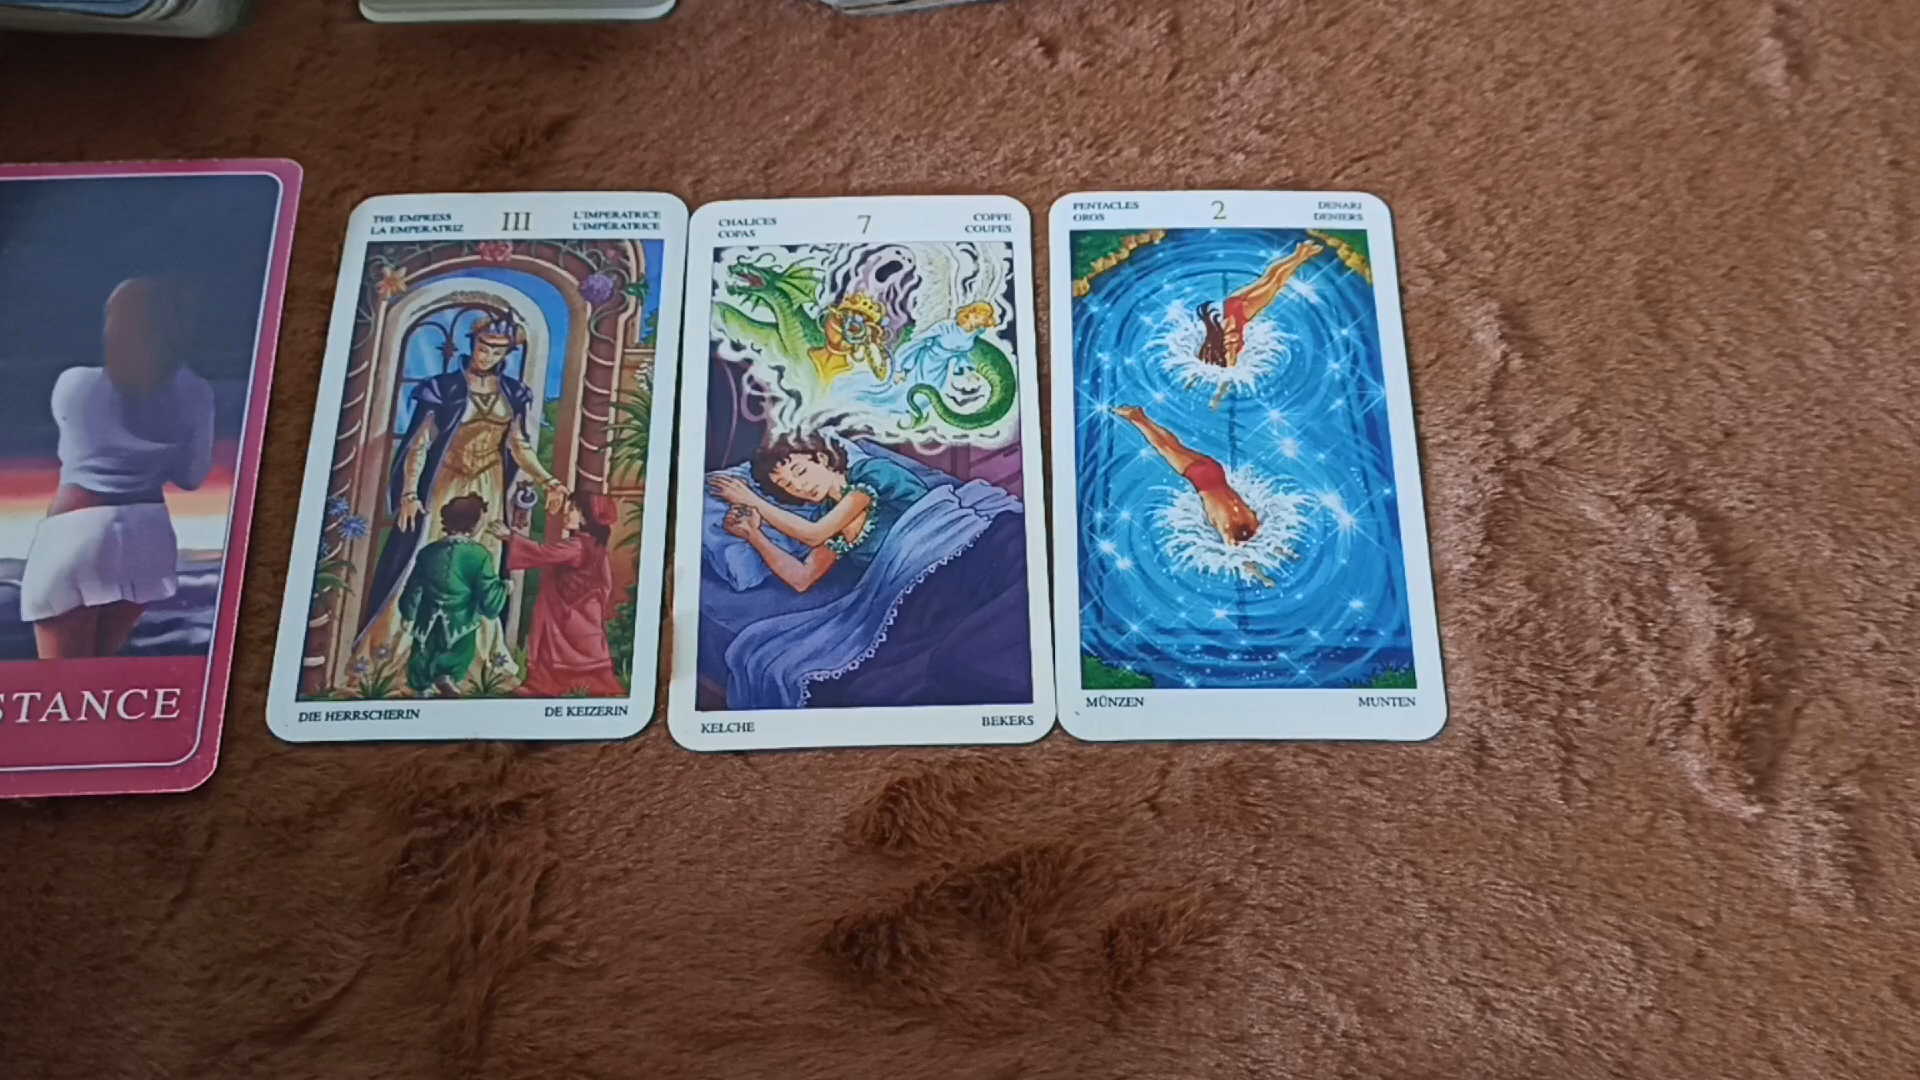 STANCE
THE EMPRESS
LA EMPERATRIZ
III
L'IMPERATRICE
L'IMPÉRATRICE
DIE HERRSCHERIN
DE KEIZERIN
CHALICES
COPAS
7
COPPE
COUPES
KELCHE
BEKERS
PENTACLES
OROS
2
DENARI
DENIERS
MÜNZEN
MUNTEN